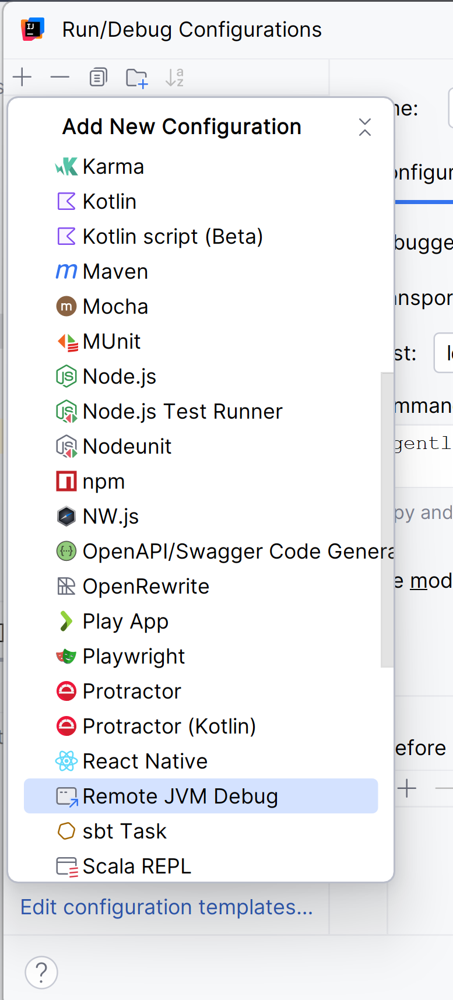 Run/Debug Configurations
Add New Configuration
Karma
Kotlin
Kotlin script (Beta)
Maven
Mocha
MUnit
Node.js
Node.js Test Runner
Nodeunit
npm
NW.js
OpenAPI/Swagger Code Genera
OpenRewrite
Play App
Playwright
Protractor
Protractor (Kotlin)
React Native
Remote JVM Debug
sbt Task
Scala REPL
Edit configuration templates...
?
ne:
onfigur
bugge
nspor
st:
mman
gentl
py and
e mod
efore